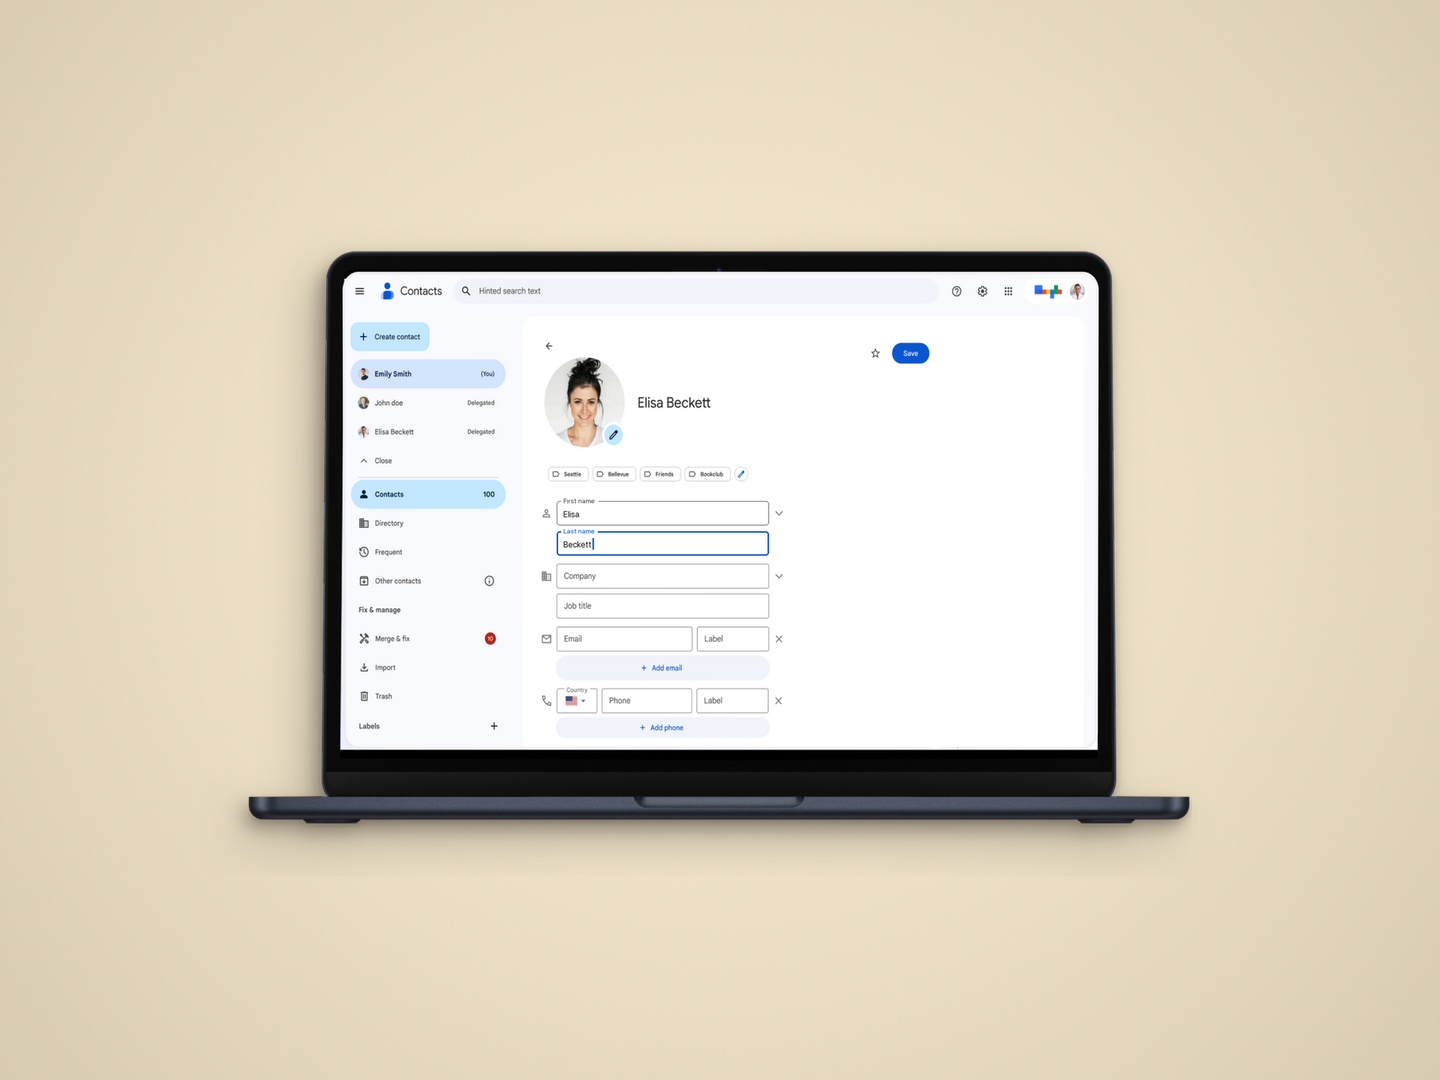 Contacts
Hinted search text
Create contact
Emily Smith (You)
John doe Delegated
Elisa Beckett Delegated
Close
Contacts 100
Directory
Frequent
Other contacts
Fix & manage
Merge & fix 10
Import
Trash
Labels
Save
Elisa Beckett
Seattle Bellevue Friends Bookclub
First name
Elisa
Last name
Beckett
Company
Job title
Email Label
Add email
Country
Phone Label
Add phone